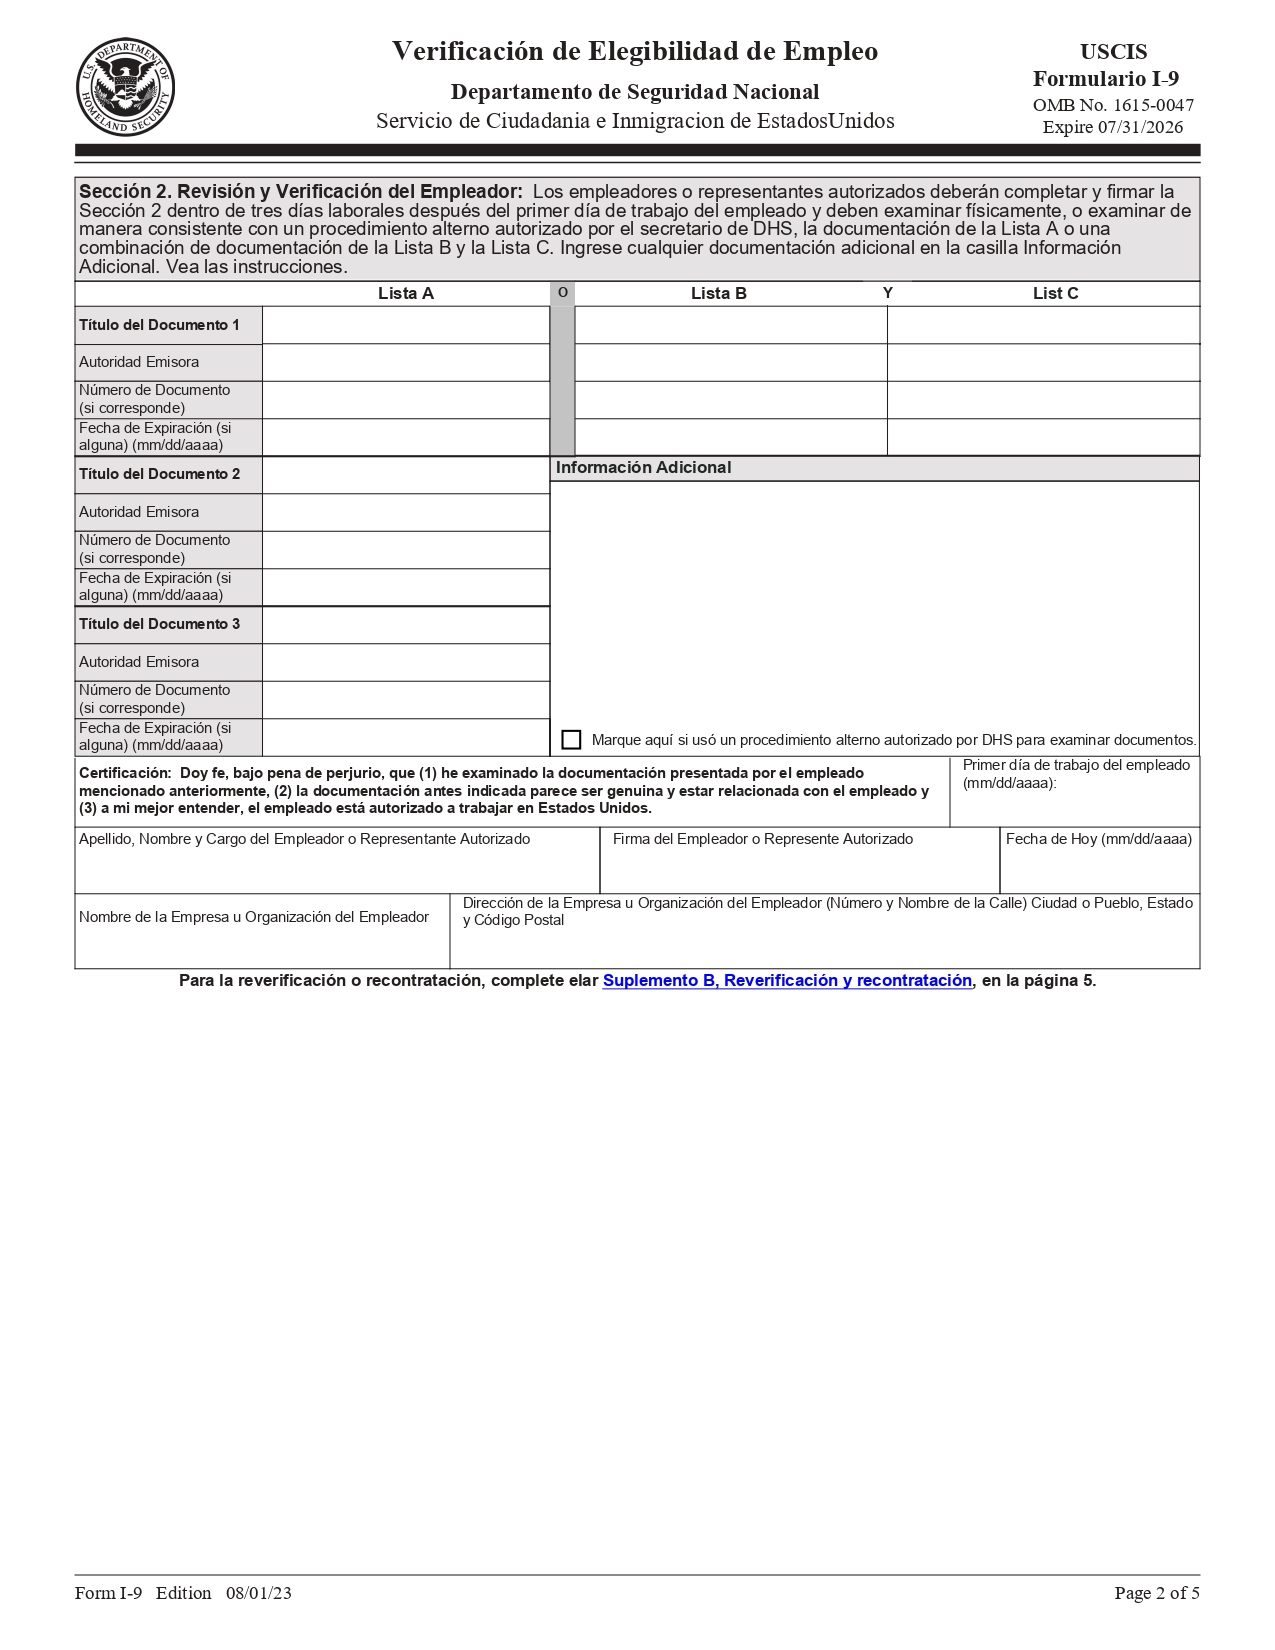 U.S. DEPARTMENT OF HOMELAND SECURITY
Verificación de Elegibilidad de Empleo
Departamento de Seguridad Nacional
Servicio de Ciudadania e Inmigracion de EstadosUnidos
USCIS
Formulario I-9
OMB No. 1615-0047
Expire 07/31/2026
Sección 2. Revisión y Verificación del Empleador: Los empleadores o representantes autorizados deberán completar y firmar la
Sección 2 dentro de tres días laborales después del primer día de trabajo del empleado y deben examinar físicamente, o examinar de
manera consistente con un procedimiento alterno autorizado por el secretario de DHS, la documentación de la Lista A o una
combinación de documentación de la Lista B y la Lista C. Ingrese cualquier documentación adicional en la casilla Información
Adicional. Vea las instrucciones.
Lista A O Lista B Y List C
Título del Documento 1
Autoridad Emisora
Número de Documento
(si corresponde)
Fecha de Expiración (si
alguna) (mm/dd/aaaa)
Título del Documento 2
Información Adicional
Autoridad Emisora
Número de Documento
(si corresponde)
Fecha de Expiración (si
alguna) (mm/dd/aaaa)
Título del Documento 3
Autoridad Emisora
Número de Documento
(si corresponde)
Fecha de Expiración (si
alguna) (mm/dd/aaaa)
Marque aquí si usó un procedimiento alterno autorizado por DHS para examinar documentos.
Certificación: Doy fe, bajo pena de perjurio, que (1) he examinado la documentación presentada por el empleado
mencionado anteriormente, (2) la documentación antes indicada parece ser genuina y estar relacionada con el empleado y
(3) a mi mejor entender, el empleado está autorizado a trabajar en Estados Unidos.
Primer día de trabajo del empleado
(mm/dd/aaaa):
Apellido, Nombre y Cargo del Empleador o Representante Autorizado
Firma del Empleador o Represente Autorizado
Fecha de Hoy (mm/dd/aaaa)
Nombre de la Empresa u Organización del Empleador
Dirección de la Empresa u Organización del Empleador (Número y Nombre de la Calle) Ciudad o Pueblo, Estado
y Código Postal
Para la reverificación o recontratación, complete elar Suplemento B, Reverificación y recontratación, en la página 5.
Form I-9 Edition 08/01/23
Page 2 of 5